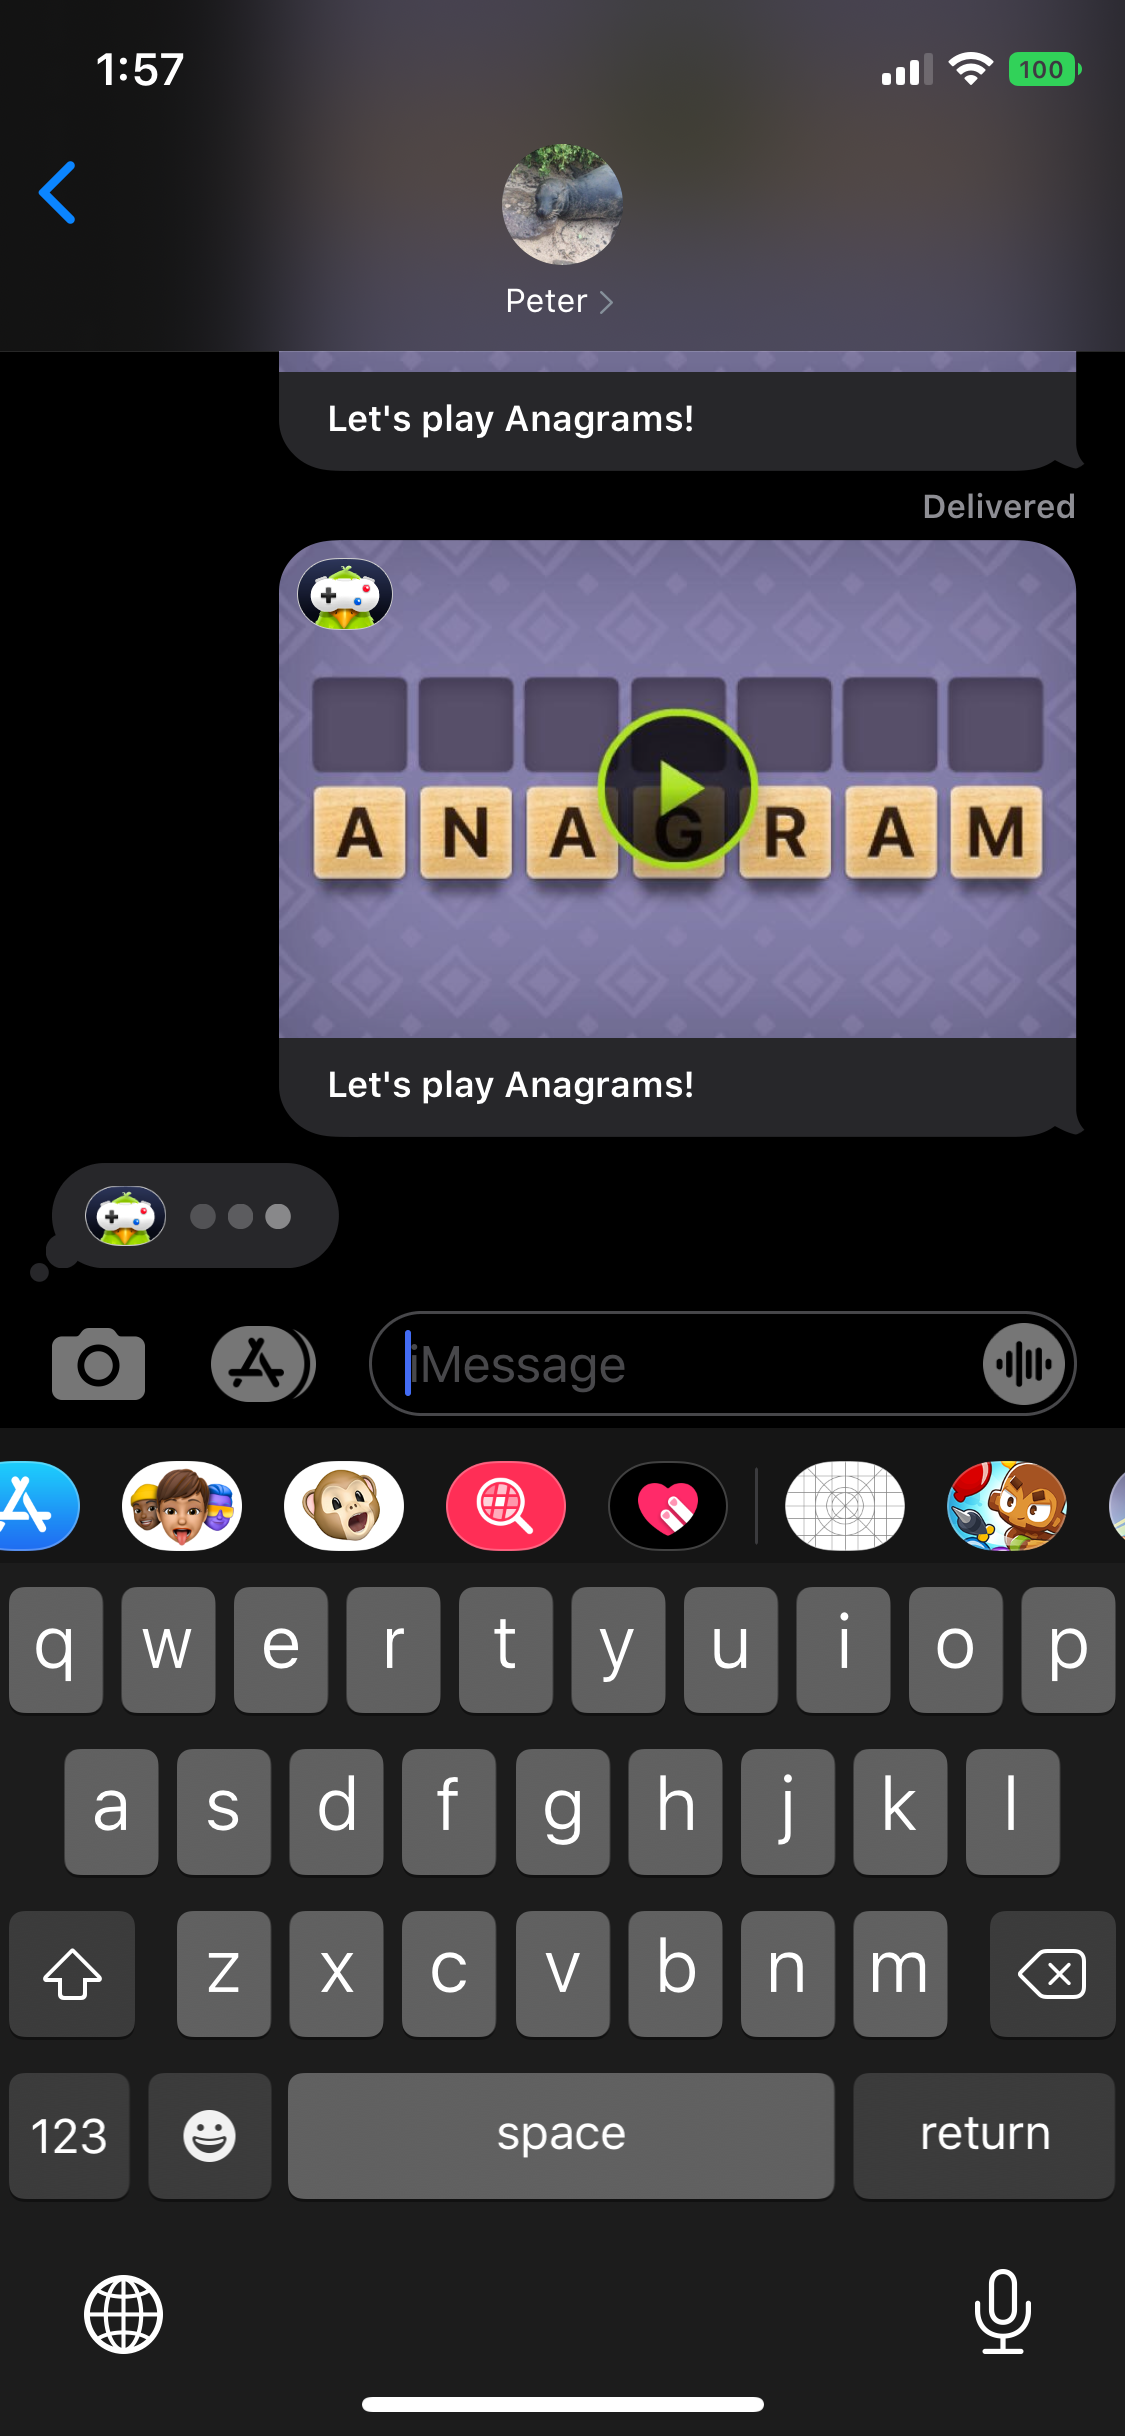 1:57
100
Peter
Let's play Anagrams!
Delivered
A N A G R A M
Let's play Anagrams!
iMessage
q w e r t y u i o p
a s d f g h j k l
z x c v b n m
123 space return